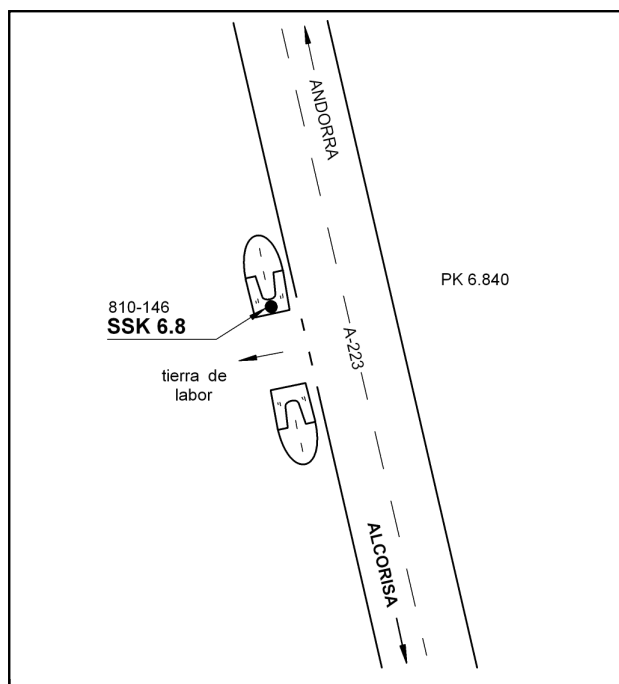 ANDORRA
PK 6.840
810-146
SSK 6.8
A-223
tierra de
labor
ALCORISA